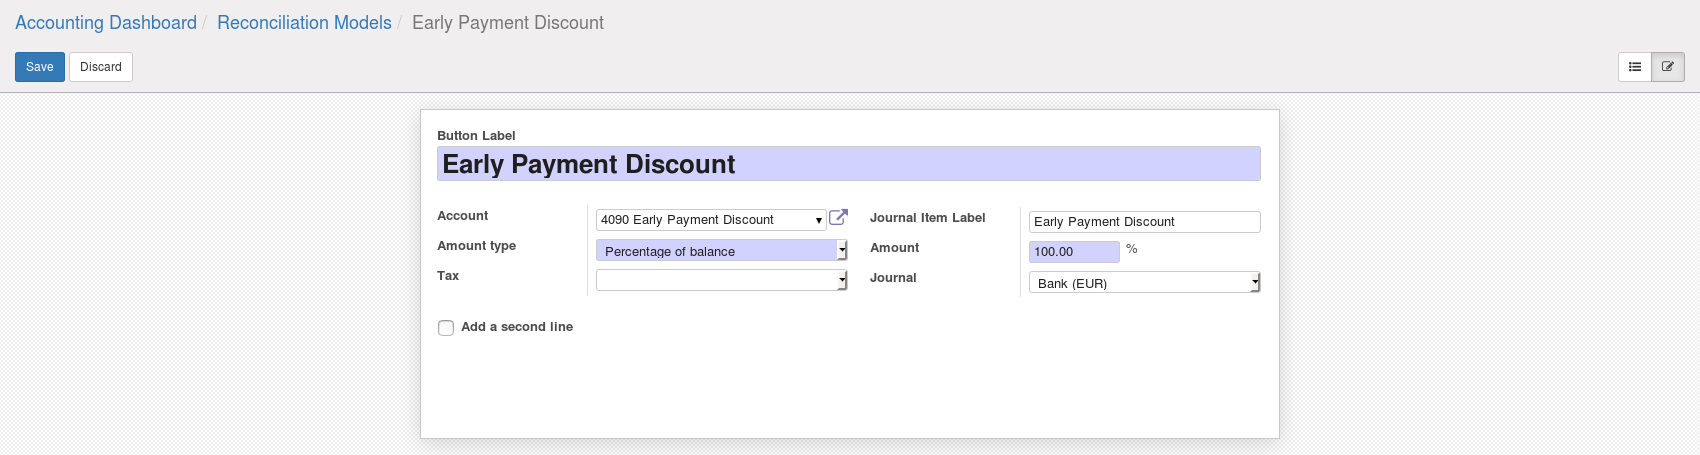 Accounting Dashboard / Reconciliation Models / Early Payment Discount
Save Discard
Button Label
Early Payment Discount
Account 4090 Early Payment Discount Journal Item Label Early Payment Discount
Amount type Percentage of balance Amount 100.00 %
Tax Journal Bank (EUR)
Add a second line